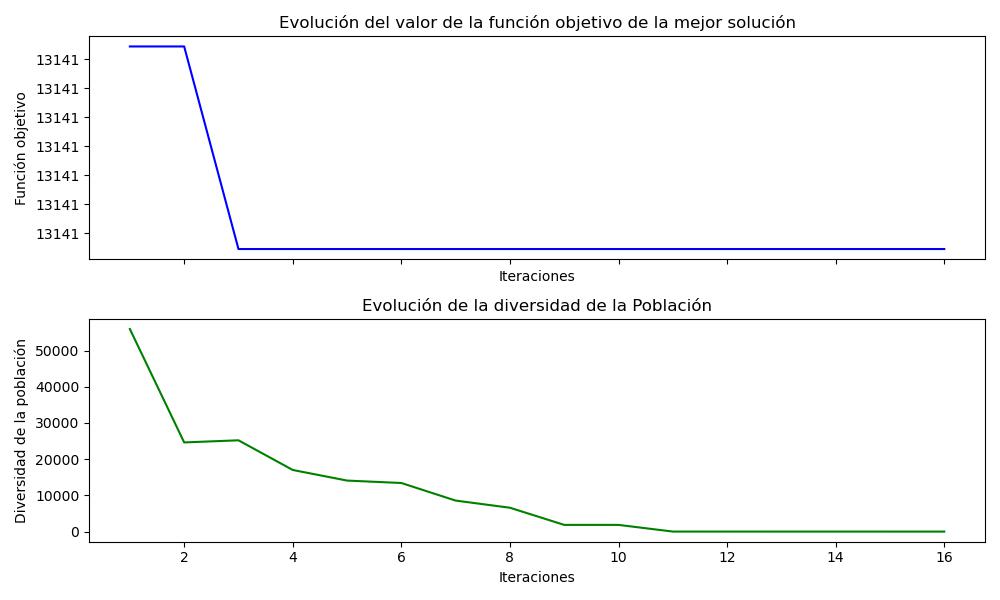 Evolución del valor de la función objetivo de la mejor solución
13141
13141
13141
13141
13141
13141
13141
Función objetivo
Iteraciones
Evolución de la diversidad de la Población
50000
40000
30000
20000
10000
0
Diversidad de la población
2 4 6 8 10 12 14 16
Iteraciones